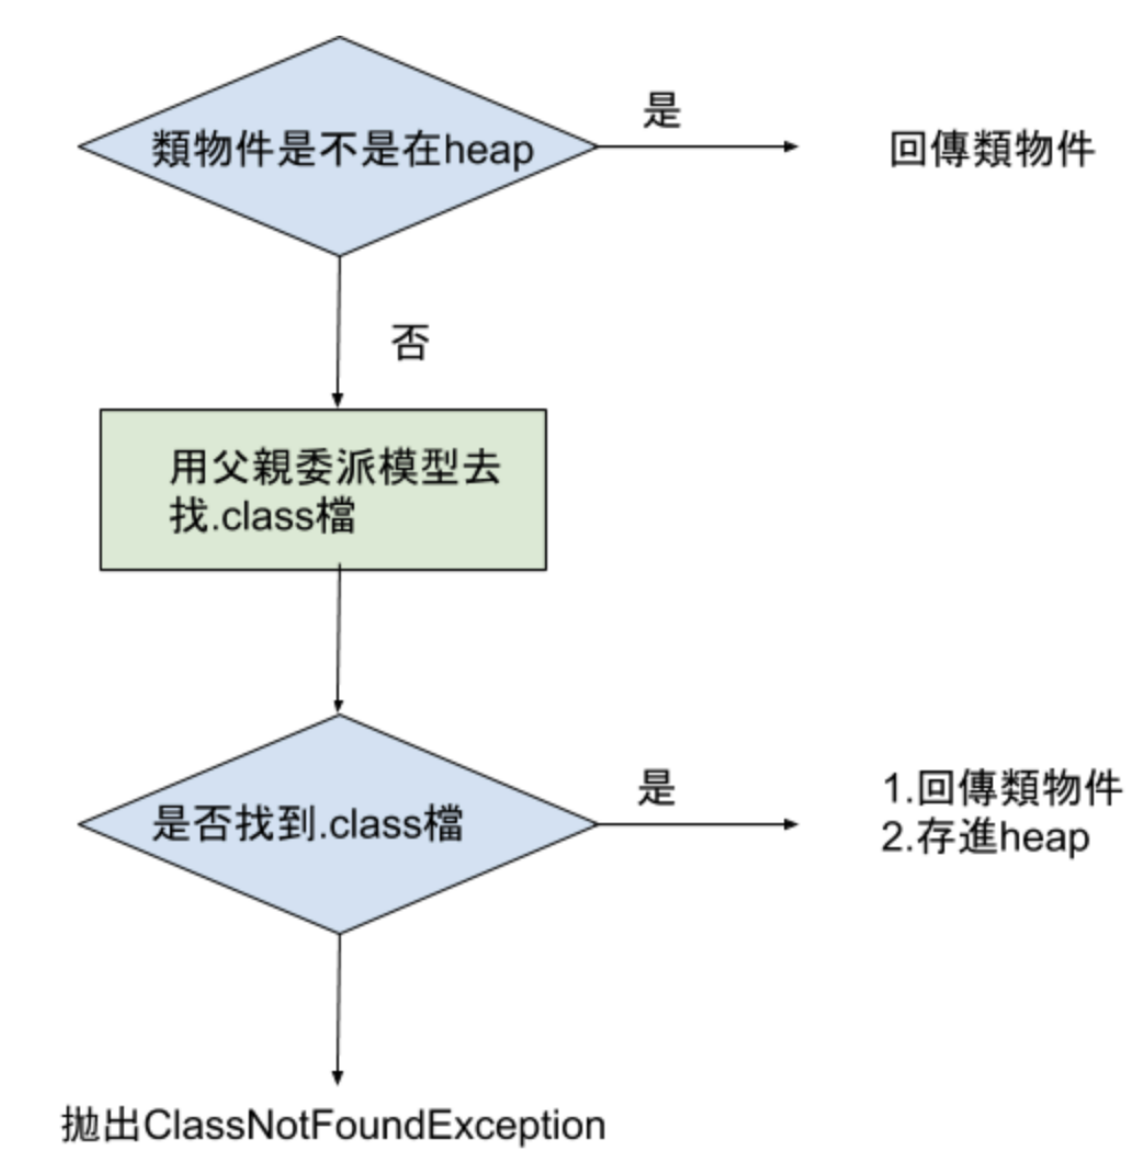 類物件是不是在heap
是
回傳類物件
否
用父親委派模型去
找.class檔
是否找到.class檔
是
1.回傳類物件
2.存進heap
拋出ClassNotFoundException